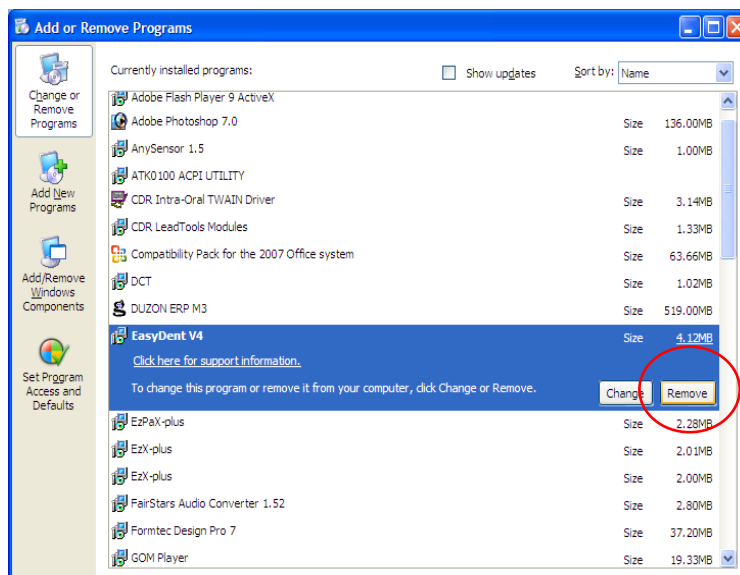 Add or Remove Programs
Change or
Remove
Programs
Add New
Programs
Add/Remove
Windows
Components
Set Program
Access and
Defaults
Currently installed programs:
Show updates
Sort by: Name
Adobe Flash Player 9 ActiveX
Adobe Photoshop 7.0 Size 136.00MB
AnySensor 1.5 Size 1.00MB
ATK0100 ACPI UTILITY
CDR Intra-Oral TWAIN Driver Size 3.14MB
CDR LeadTools Modules Size 1.33MB
Compatibility Pack for the 2007 Office system Size 63.66MB
DCT Size 1.02MB
DUZON ERP M3 Size 519.00MB
EasyDent V4 Size 4.12MB
Click here for support information.
To change this program or remove it from your computer, click Change or Remove. Change Remove
EzPaX-plus Size 2.28MB
EzX-plus Size 2.01MB
EzX-plus Size 2.00MB
FairStars Audio Converter 1.52 Size 2.80MB
Formtec Design Pro 7 Size 37.20MB
GOM Player Size 19.33MB